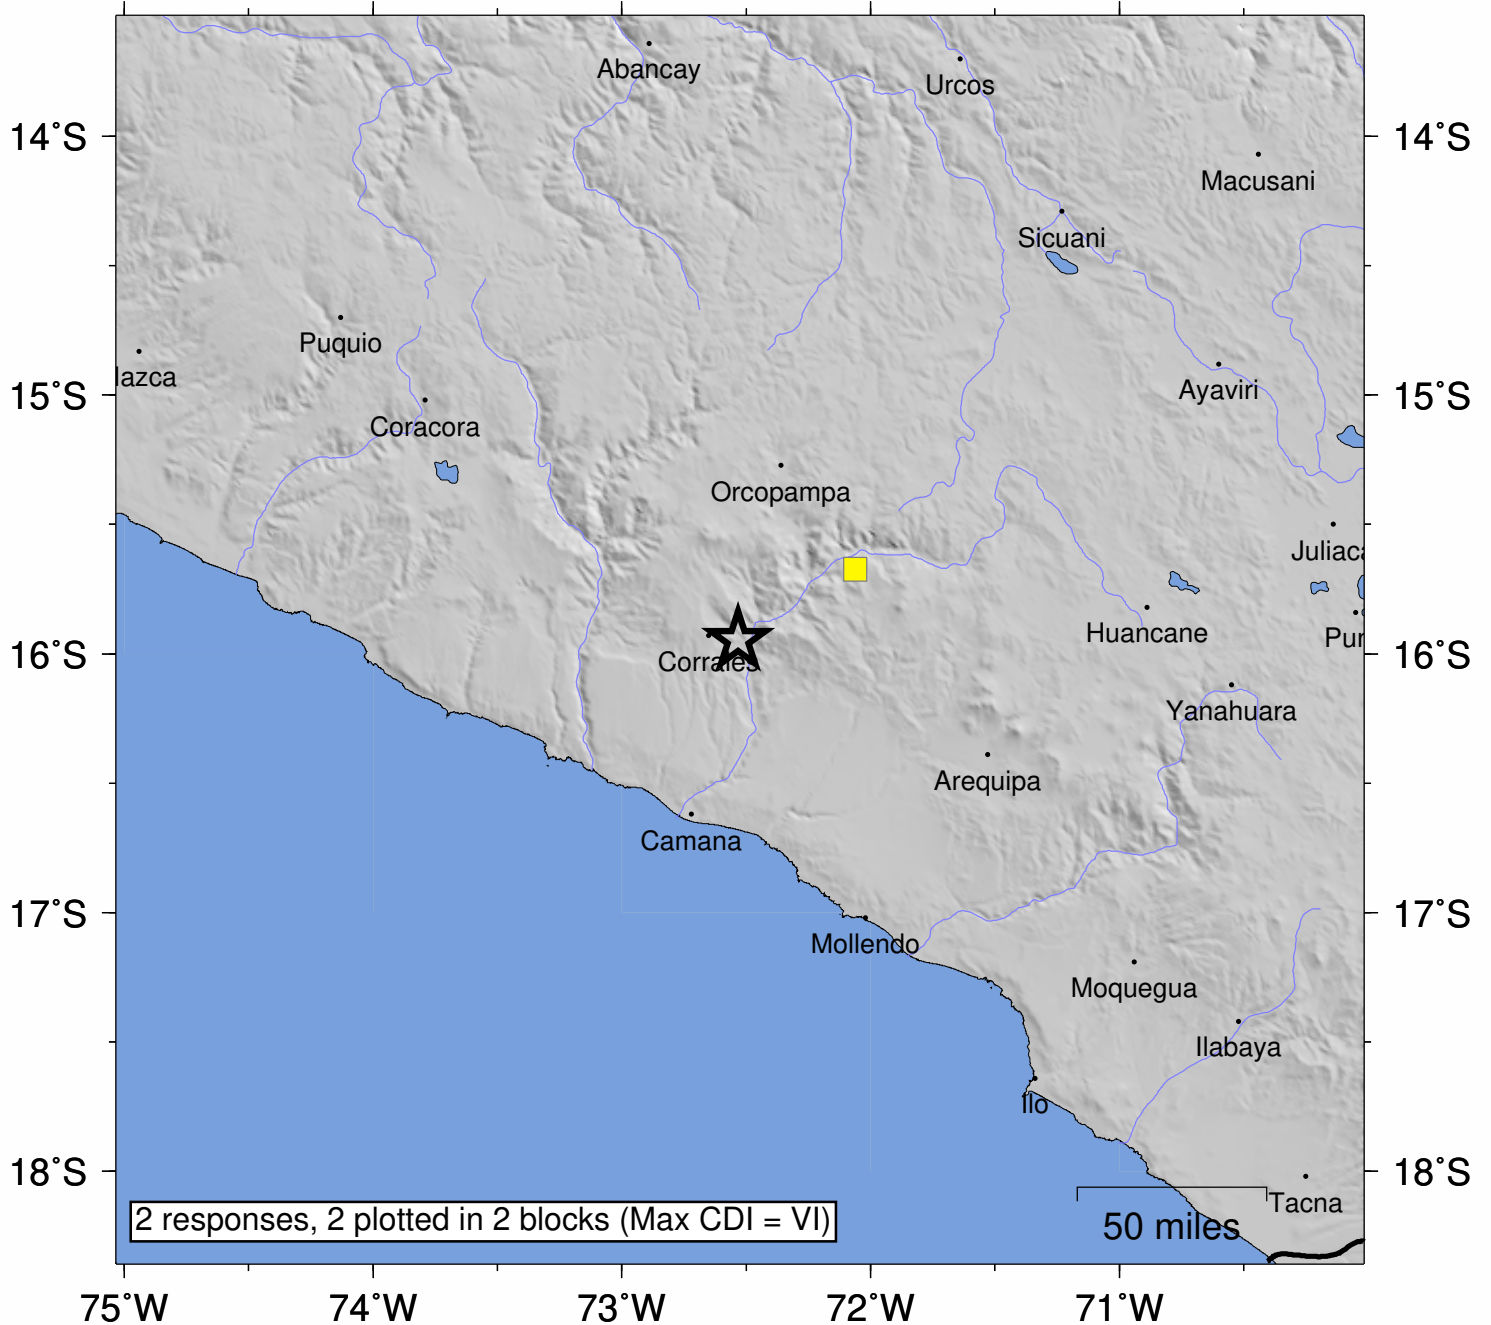 Abancay
Urcos
14°S
14°S
Macusani
Sicuani
Puquio
lazca
Ayaviri
15°S
15°S
Coracora
Orcopampa
Juliaca
Huancane
Pur
16°S
Corrales
16°S
Yanahuara
Arequipa
Camana
17°S
17°S
Mollendo
Moquegua
Ilabaya
Ilo
18°S
18°S
Tacna
2 responses, 2 plotted in 2 blocks (Max CDI = VI)
50 miles
75°W
74°W
73°W
72°W
71°W